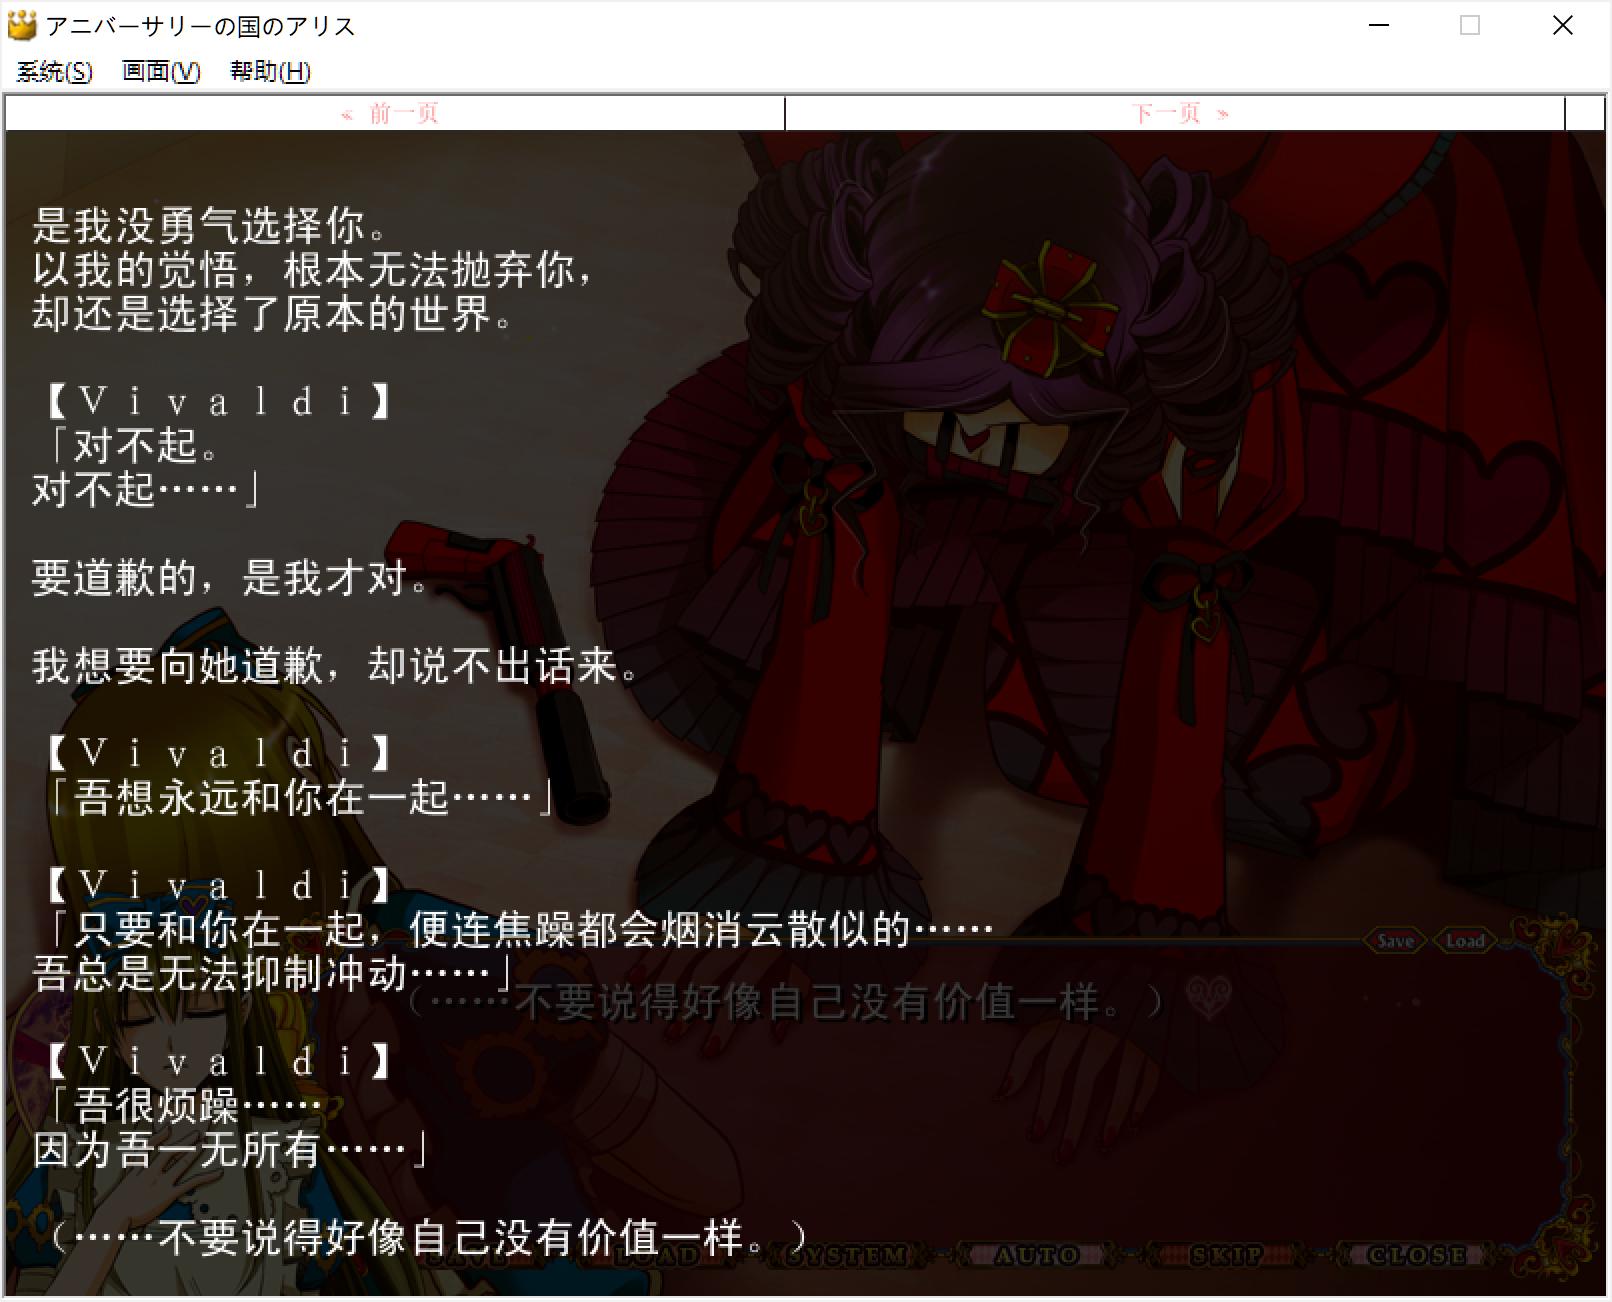 アニバーサリーの国のアリス
系统(S) 画面(V) 帮助(H)
« 前一页 下一页 »
是我没勇气选择你。
以我的觉悟，根本无法抛弃你，
却还是选择了原本的世界。
【Ｖｉｖａｌｄｉ】
「对不起。
对不起……」
要道歉的，是我才对。
我想要向她道歉，却说不出话来。
【Ｖｉｖａｌｄｉ】
「吾想永远和你在一起……」
【Ｖｉｖａｌｄｉ】
「只要和你在一起，便连焦躁都会烟消云散似的……
吾总是无法抑制冲动……」
Save Load
（……不要说得好像自己没有价值一样。）
【Ｖｉｖａｌｄｉ】
「吾很烦躁……
因为吾一无所有……」
（……不要说得好像自己没有价值一样。）
SAVE LOAD SYSTEM AUTO SKIP CLOSE